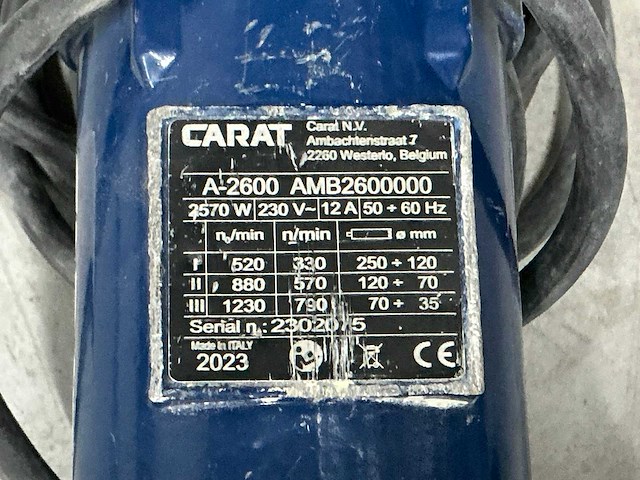 CARAT
Carat N.V.
Ambachtenstraat 7
2260 Westerlo, Belgium
A-2600 AMB2600000
2570 W 230 V~ 12 A 50 ÷ 60 Hz
n₀/min n/min ø mm
I 520 330 250 ÷ 120
II 880 570 120 ÷ 70
III 1230 790 70 ÷ 35
Serial n.:
Made in ITALY
2023
CE